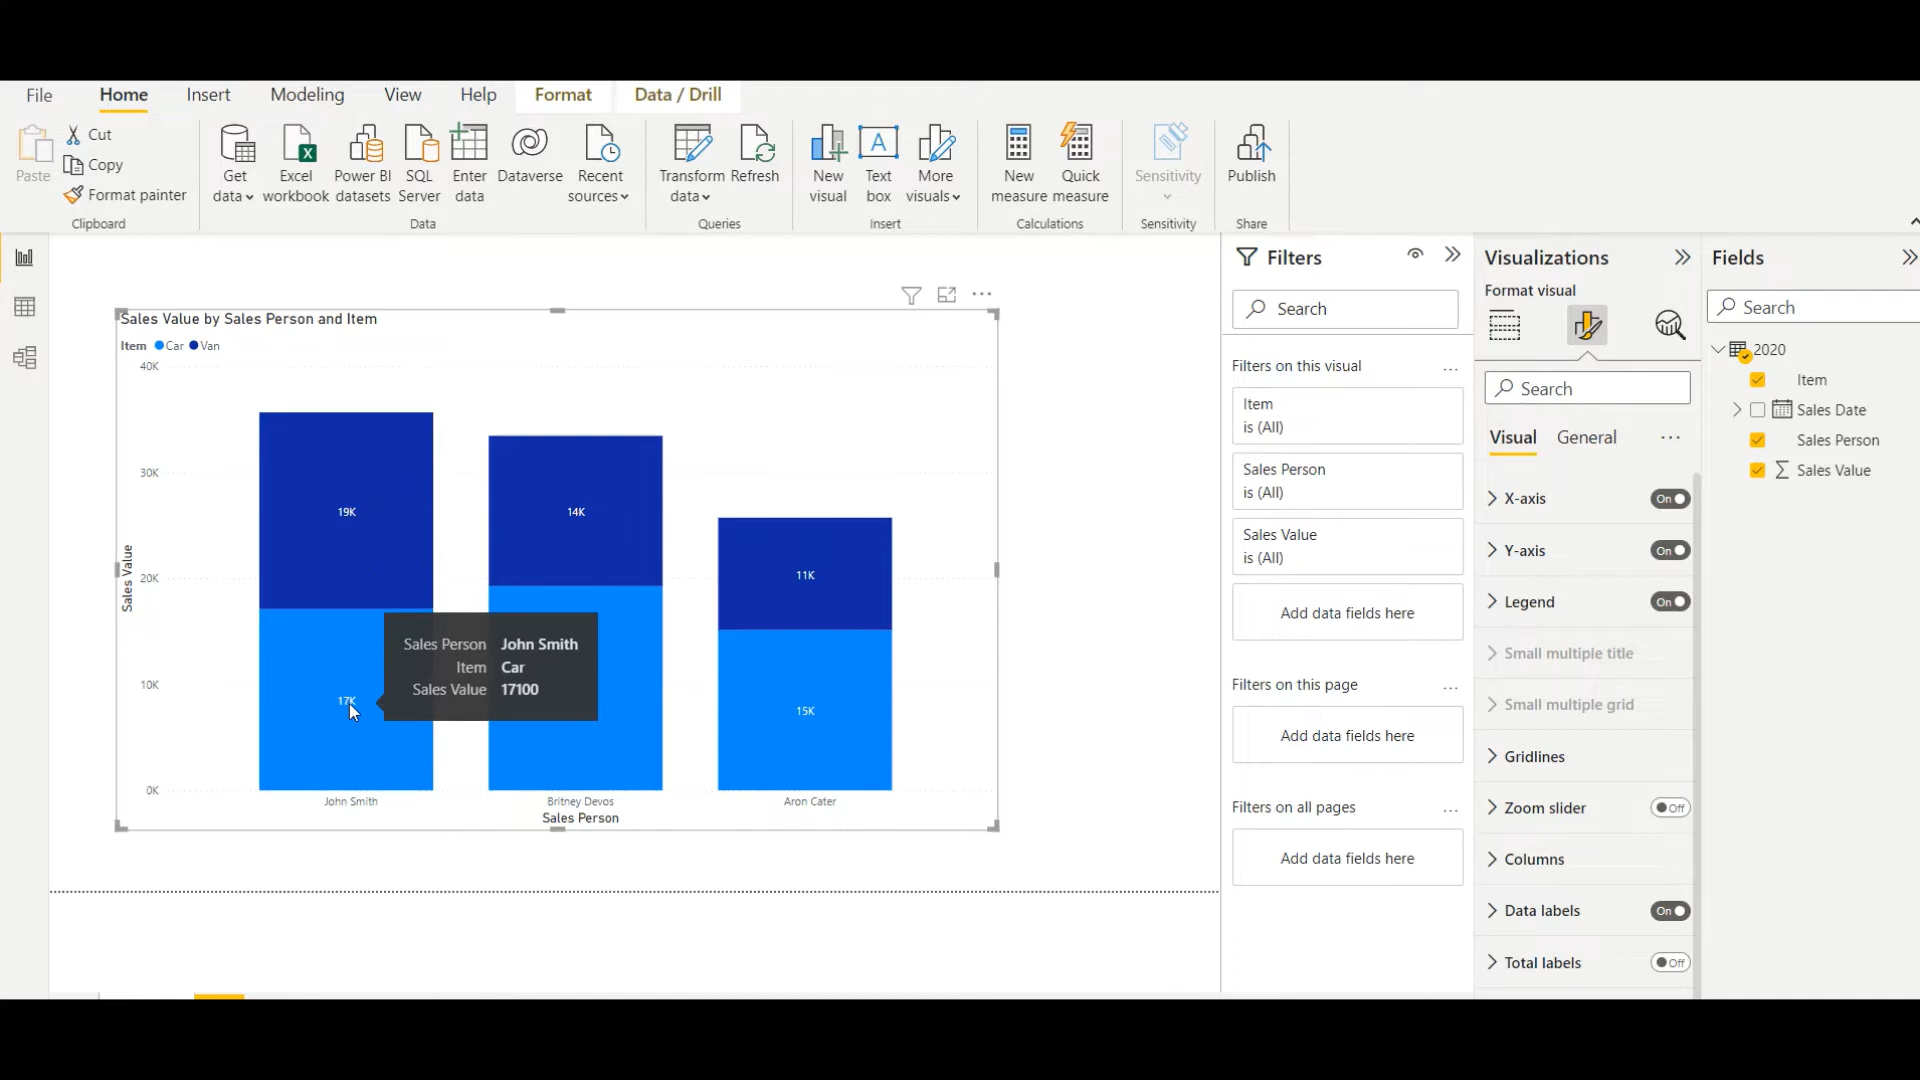 File Home Insert Modeling View Help Format Data / Drill
Paste
Cut
Copy
Format painter
Clipboard
Get data
Excel workbook
Power BI datasets
SQL Server
Enter data
Dataverse
Recent sources
Data
Transform data
Refresh
Queries
New visual
Text box
More visuals
Insert
New measure
Quick measure
Calculations
Sensitivity
Sensitivity
Publish
Share
Sales Value by Sales Person and Item
Item Car Van
40K
30K
20K
10K
0K
Sales Value
19K
14K
11K
17K
15K
Sales Person John Smith
Item Car
Sales Value 17100
John Smith Britney Devos Aron Cater
Sales Person
Filters
Search
Filters on this visual ...
Item
is (All)
Sales Person
is (All)
Sales Value
is (All)
Add data fields here
Filters on this page ...
Add data fields here
Filters on all pages ...
Add data fields here
Visualizations
Format visual
Search
Visual General ...
X-axis On
Y-axis On
Legend On
Small multiple title
Small multiple grid
Gridlines
Zoom slider Off
Columns
Data labels On
Total labels Off
Fields
Search
2020
Item
Sales Date
Sales Person
Σ Sales Value